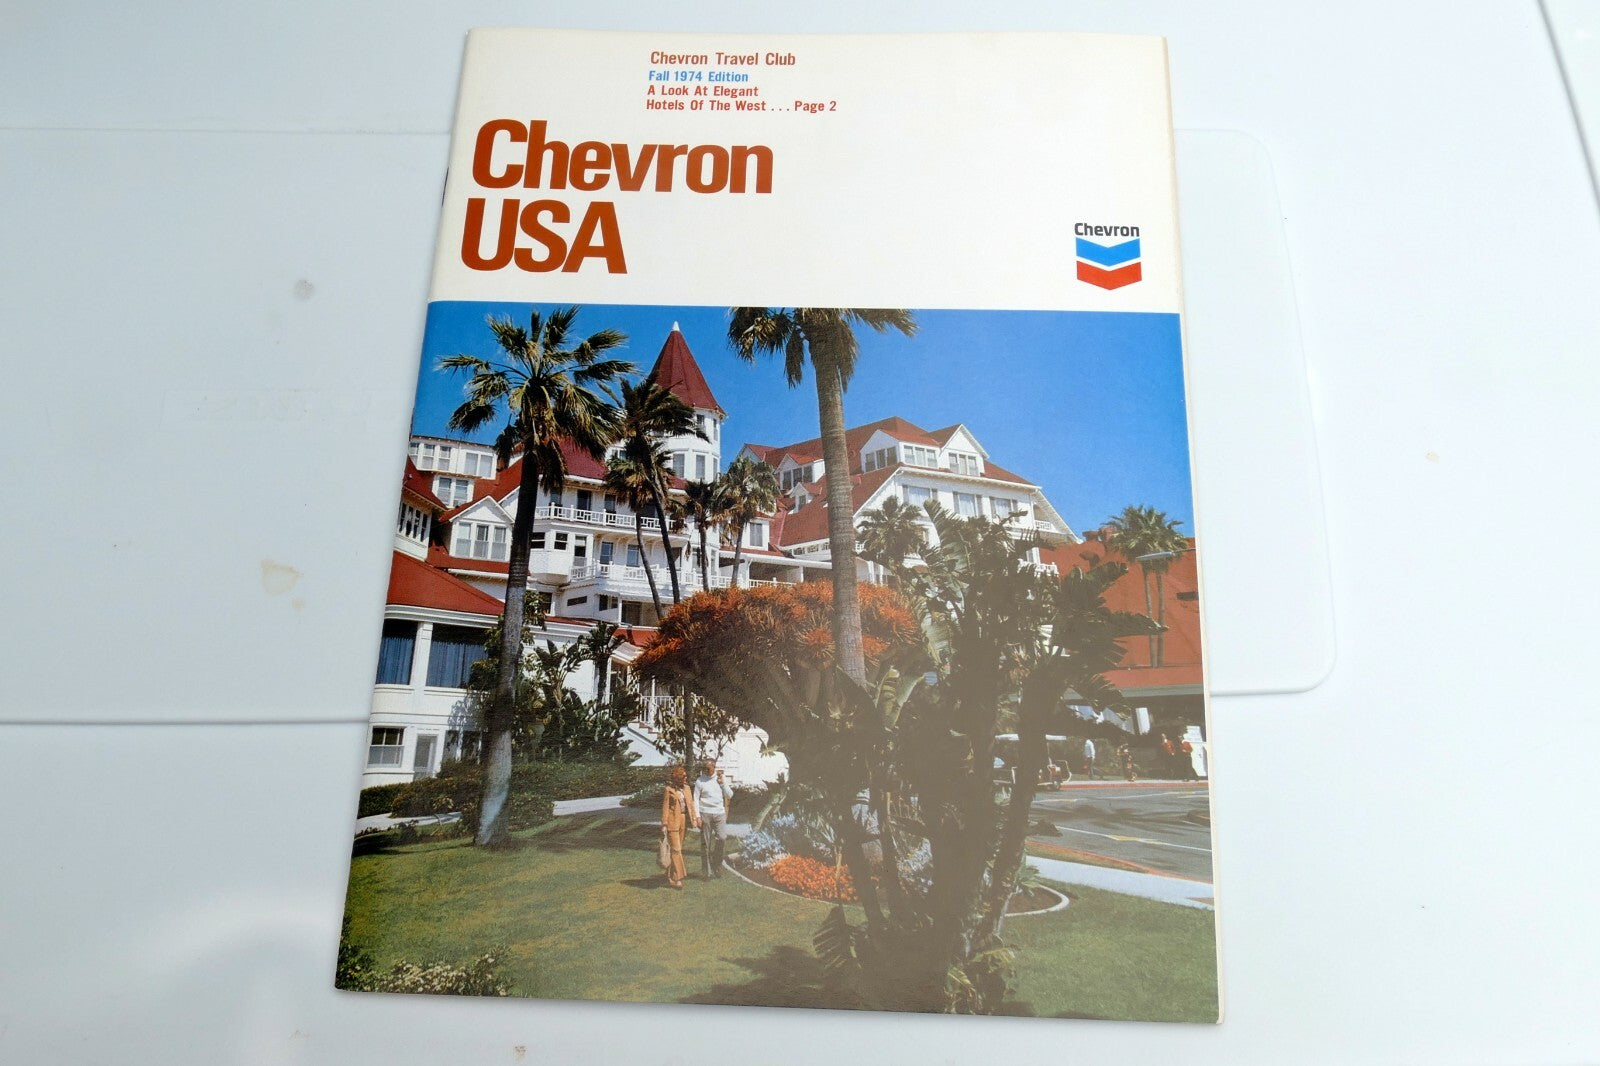 Chevron Travel Club
Fall 1974 Edition
A Look At Elegant
Hotels Of The West . . . Page 2
Chevron
USA
Chevron